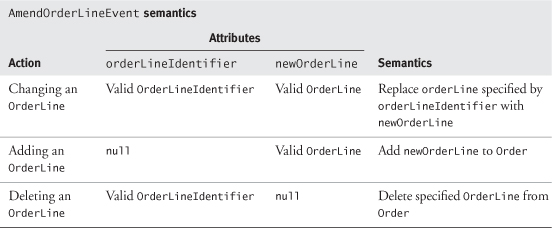 AmendOrderLineEvent semantics
Attributes
Action orderLineIdentifier newOrderLine Semantics
Changing an Valid OrderLineIdentifier Valid OrderLine Replace orderLine specified by
OrderLine orderLineIdentifier with
newOrderLine
Adding an null Valid OrderLine Add newOrderLine to Order
OrderLine
Deleting an Valid OrderLineIdentifier null Delete specified OrderLine from
OrderLine Order